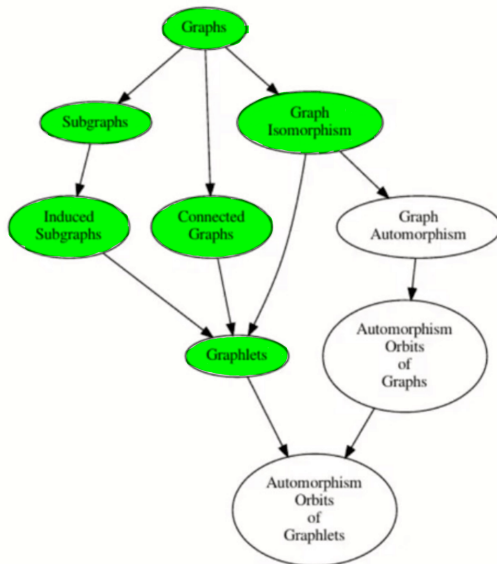 Graphs
Subgraphs
Graph
Isomorphism
Induced
Subgraphs
Connected
Graphs
Graph
Automorphism
Graphlets
Automorphism
Orbits
of
Graphs
Automorphism
Orbits
of
Graphlets